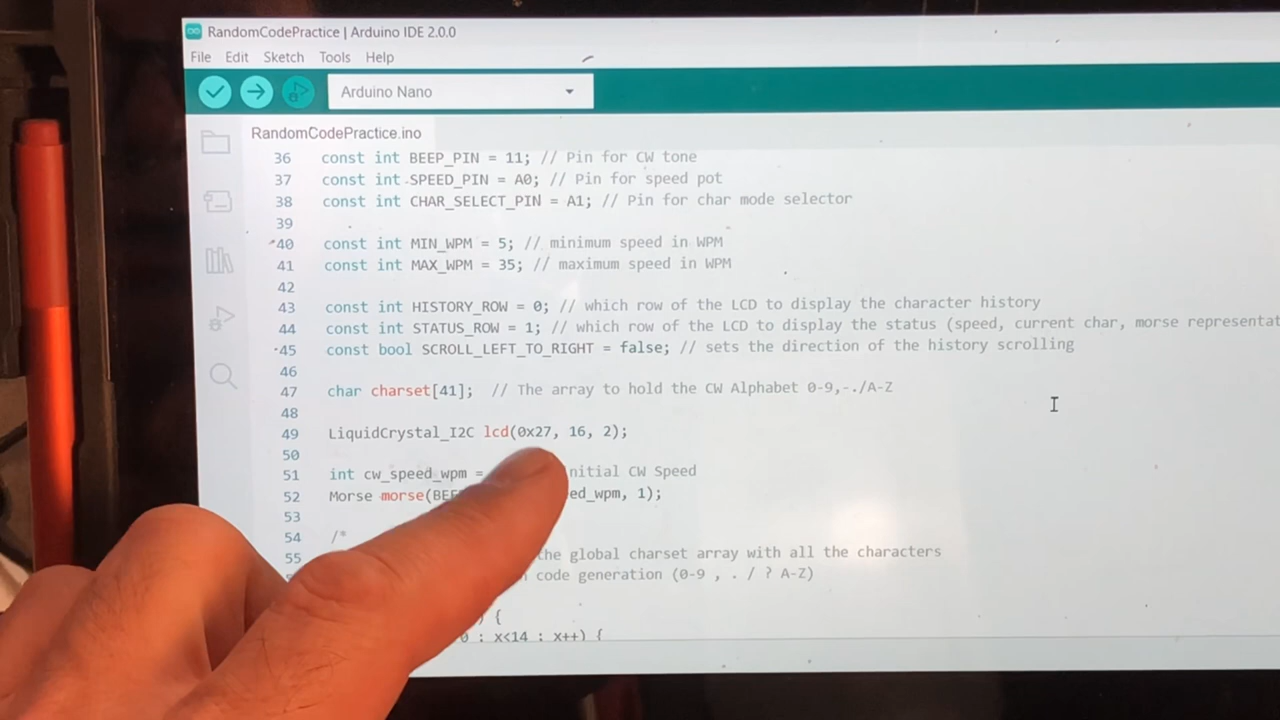 RandomCodePractice | Arduino IDE 2.0.0
File Edit Sketch Tools Help
Arduino Nano
RandomCodePractice.ino
36 const int BEEP_PIN = 11; // Pin for CW tone
37 const int SPEED_PIN = A0; // Pin for speed pot
38 const int CHAR_SELECT_PIN = A1; // Pin for char mode selector
39
40 const int MIN_WPM = 5; // minimum speed in WPM
41 const int MAX_WPM = 35; // maximum speed in WPM
42
43 const int HISTORY_ROW = 0; // which row of the LCD to display the character history
44 const int STATUS_ROW = 1; // which row of the LCD to display the status (speed, current char, morse
45 const bool SCROLL_LEFT_TO_RIGHT = false; // sets the direction of the history scrolling
46
47 char charset[41]; // The array to hold the CW Alphabet 0-9,-./A-Z
48
49 LiquidCrystal_I2C lcd(0x27, 16, 2);
50
51 int cw_speed_wpm = CW Speed
52 Morse morse( 1);
53
54 /*
55 the global charset array with all the characters
code generation (0-9 , . / ? A-Z)
) {
x<14 ; x++) {